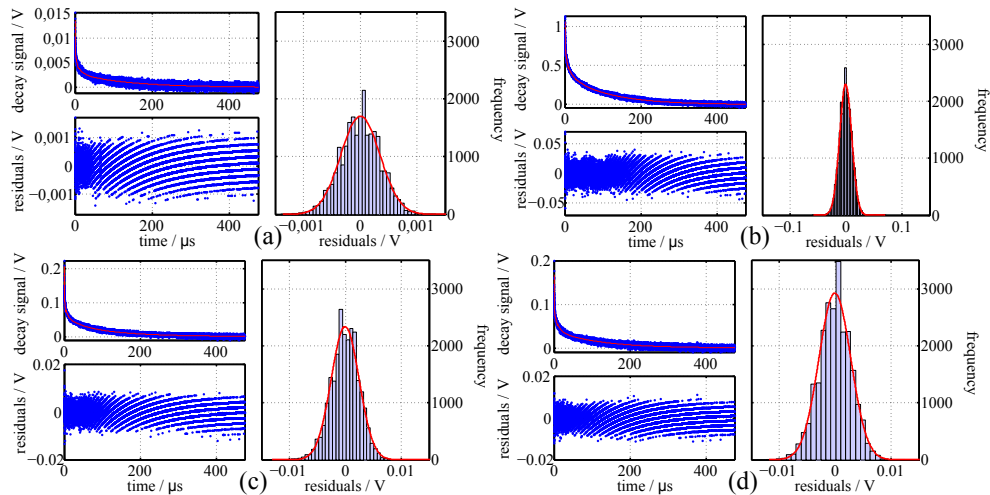 decay signal / V
0,015
0,01
0,005
0
0 200 400
residuals / V
0,001
0
−0,001
0 200 400
time / µs
(a)
3000
2000
1000
0
frequency
−0,001 0 0,001
residuals / V
decay signal / V
1
0.5
0
0 200 400
residuals / V
0.05
0
−0.05
0 200 400
time / µs
(b)
3000
2000
1000
0
frequency
−0.1 0 0.1
residuals / V
decay signal / V
0.2
0.1
0
0 200 400
residuals / V
0.02
0
−0.02
0 200 400
time / µs
(c)
3000
2000
1000
0
frequency
−0.01 0 0.01
residuals / V
decay signal / V
0.2
0.1
0
0 200 400
residuals / V
0.02
0.01
0
−0.01
−0.02
0 200 400
time / µs
(d)
3000
2000
1000
0
frequency
−0.01 0 0.01
residuals / V